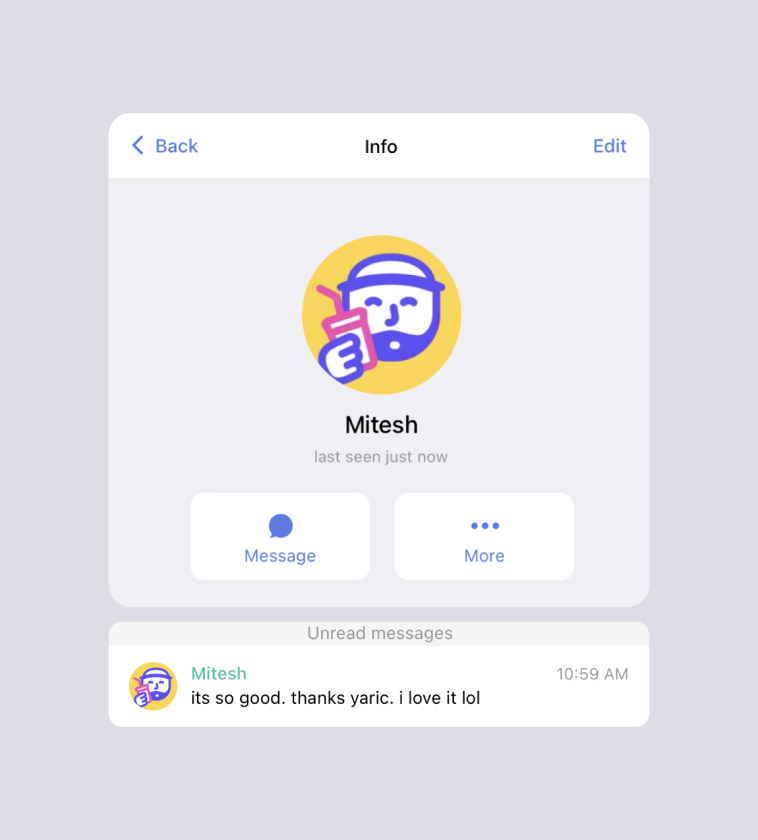 Back Info Edit
Mitesh
last seen just now
Message More
Unread messages
Mitesh 10:59 AM
its so good. thanks yaric. i love it lol